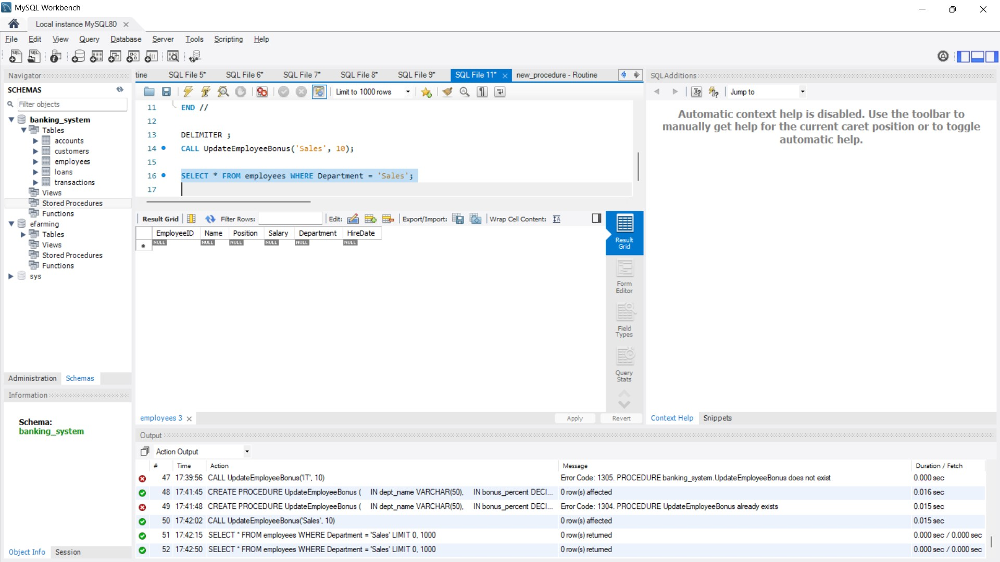 MySQL Workbench
Local instance MySQL80
File Edit View Query Database Server Tools Scripting Help
Navigator
SCHEMAS
Filter objects
banking_system
Tables
accounts
customers
employees
loans
transactions
Views
Stored Procedures
Functions
efarming
Tables
Views
Stored Procedures
Functions
sys
Administration Schemas
Information
Schema:
banking_system
Object Info Session
tine SQL File 5* SQL File 6* SQL File 7* SQL File 8* SQL File 9* SQL File 11* new_procedure - Routine
Limit to 1000 rows
11 END //
12
13 DELIMITER ;
14 CALL UpdateEmployeeBonus('Sales', 10);
15
16 SELECT * FROM employees WHERE Department = 'Sales';
17
Result Grid Filter Rows: Edit: Export/Import: Wrap Cell Content:
EmployeeID Name Position Salary Department HireDate
NULL NULL NULL NULL NULL NULL
Result Grid
Form Editor
Field Types
Query Stats
employees 3 Apply Revert
SQLAdditions
Jump to
Automatic context help is disabled. Use the toolbar to
manually get help for the current caret position or to toggle
automatic help.
Context Help Snippets
Output
Action Output
# Time Action Message Duration / Fetch
47 17:39:56 CALL UpdateEmployeeBonus('IT', 10) Error Code: 1305. PROCEDURE banking_system.UpdateEmployeeBonus does not exist 0.000 sec
48 17:41:45 CREATE PROCEDURE UpdateEmployeeBonus ( IN dept_name VARCHAR(50), IN bonus_percent DECI... 0 row(s) affected 0.016 sec
49 17:41:48 CREATE PROCEDURE UpdateEmployeeBonus ( IN dept_name VARCHAR(50), IN bonus_percent DECI... Error Code: 1304. PROCEDURE UpdateEmployeeBonus already exists 0.015 sec
50 17:42:02 CALL UpdateEmployeeBonus('Sales', 10) 0 row(s) affected 0.015 sec
51 17:42:15 SELECT * FROM employees WHERE Department = 'Sales' LIMIT 0, 1000 0 row(s) returned 0.000 sec / 0.000 sec
52 17:42:50 SELECT * FROM employees WHERE Department = 'Sales' LIMIT 0, 1000 0 row(s) returned 0.000 sec / 0.000 sec